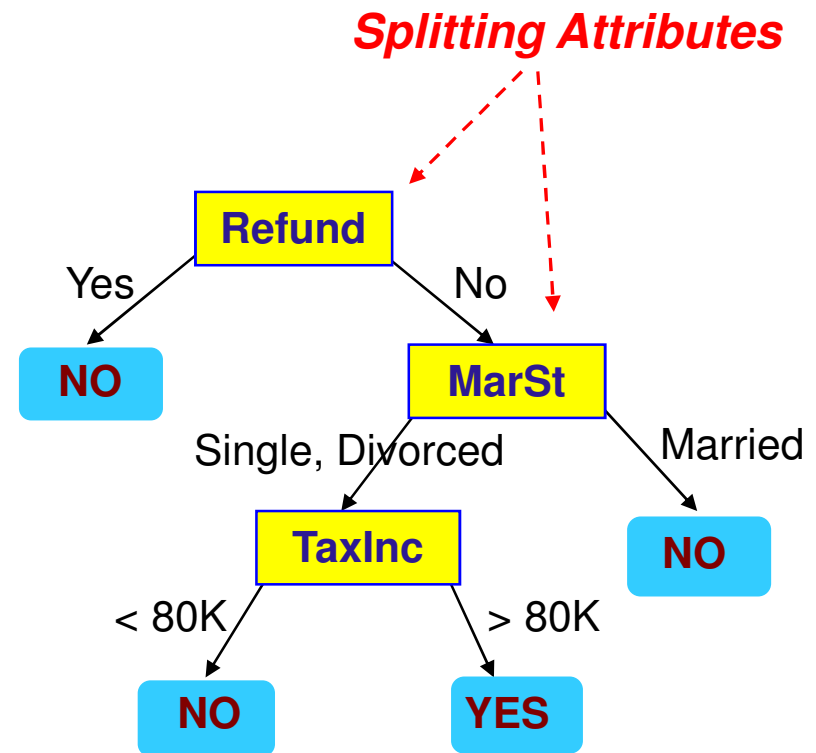 Splitting Attributes
Refund
Yes
No
NO
MarSt
Single, Divorced
Married
TaxInc
NO
< 80K
> 80K
NO
YES